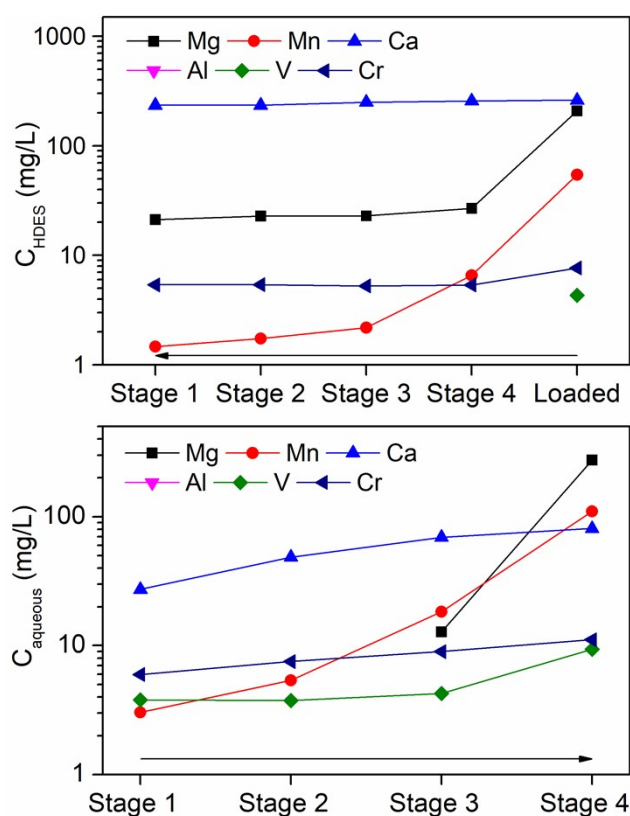 1000
100
10
1
C_HDES (mg/L)
Mg Mn Ca
Al V Cr
Stage 1 Stage 2 Stage 3 Stage 4 Loaded
100
10
1
C_aqueous (mg/L)
Mg Mn Ca
Al V Cr
Stage 1 Stage 2 Stage 3 Stage 4